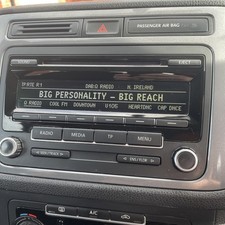 PASSENGER AIR BAG
EJECT
DAB RADIO N. IRELAND
BIG PERSONALITY – BIG REACH
Q RADIO COOL FM DOWNTOWN U105 CAP DNCE
RADIO MEDIA TP MENU
A/C